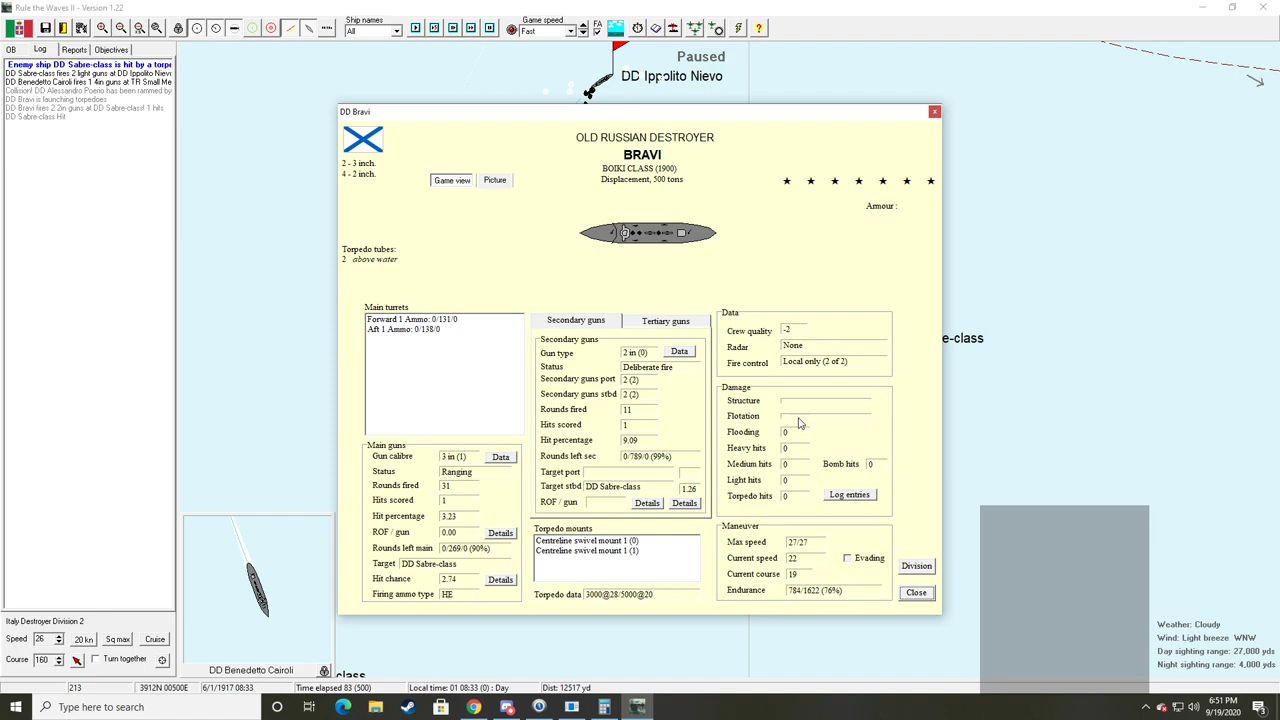 Rule the Waves II - Version 1.22
Ship names
All
Game speed
Fast
FA
OB
Log
Reports
Objectives
Enemy ship DD Sabre-class is hit by a torpe
DD Sabre-class fires 2 light guns at DD Ippolito Nievo
DD Benedetto Cairoli fires 1 4in guns at TR Small Me
Collision! DD Alessandro Poerio has been rammed by
DD Bravi is launching torpedoes
DD Bravi fires 2 2in guns at DD Sabre-class! 1 hits
DD Sabre-class Hit
Paused
DD Ippolito Nievo
DD Bravi
x
OLD RUSSIAN DESTROYER
BRAVI
BOIKI CLASS (1900)
Displacement, 500 tons
2 - 3 inch.
4 - 2 inch.
Game view
Picture
Armour :
Torpedo tubes:
2 above water
Main turrets
Forward 1 Ammo: 0/131/0
Aft 1 Ammo: 0/138/0
Main guns
Gun calibre 3 in (1) Data
Status Ranging
Rounds fired 31
Hits scored 1
Hit percentage 3.23
ROF / gun 0.00 Details
Rounds left main 0/269/0 (90%)
Target DD Sabre-class
Hit chance 2.74 Details
Firing ammo type HE
Secondary guns
Tertiary guns
Secondary guns
Gun type 2 in (0) Data
Status Deliberate fire
Secondary guns port 2 (2)
Secondary guns stbd 2 (2)
Rounds fired 11
Hits scored 1
Hit percentage 9.09
Rounds left sec 0/789/0 (99%)
Target port
Target stbd DD Sabre-class 1.26
ROF / gun Details Details
Torpedo mounts
Centreline swivel mount 1 (0)
Centreline swivel mount 1 (1)
Torpedo data 3000@28/5000@20
Data
Crew quality -2
Radar None
Fire control Local only (2 of 2)
Damage
Structure
Flotation
Flooding 0
Heavy hits 0
Medium hits 0 Bomb hits 0
Light hits 0
Torpedo hits 0 Log entries
Maneuver
Max speed 27/27
Current speed 22 Evading
Current course 19
Endurance 784/1622 (76%)
Division
Close
e-class
class
Italy Destroyer Division 2
Speed 26 20 kn Sq max Cruise
Course 160 Turn together
DD Benedetto Cairoli
Weather: Cloudy
Wind: Light breeze WNW
Day sighting range: 27,000 yds
Night sighting range: 4,000 yds
213
3912N 00500E
6/1/1917 08:33
Time elapsed 83 (500)
Local time: 01 08:33 (0) : Day
Dist: 12517 yd
Type here to search
6:51 PM
9/19/2020